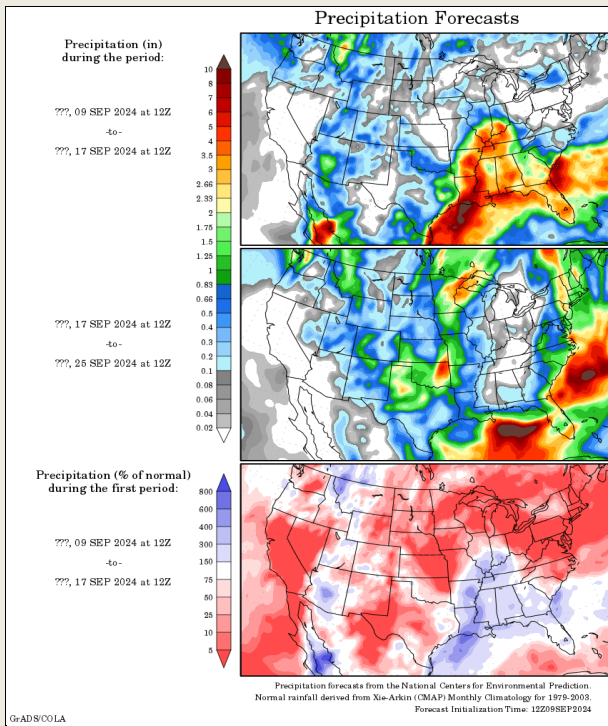 Precipitation Forecasts
Precipitation (in)
during the period:
???, 09 SEP 2024 at 12Z
-to-
???, 17 SEP 2024 at 12Z
10
8
7
6
5
4
3.5
3
2.66
2.33
2
1.75
1.5
1.25
1
0.83
0.66
0.5
0.4
0.3
0.2
0.1
0.08
0.06
0.04
0.02
???, 17 SEP 2024 at 12Z
-to-
???, 25 SEP 2024 at 12Z
Precipitation (% of normal)
during the first period:
???, 09 SEP 2024 at 12Z
-to-
???, 17 SEP 2024 at 12Z
800
600
400
300
150
75
50
25
10
5
Precipitation forecasts from the National Centers for Environmental Prediction.
Normal rainfall derived from Xie-Arkin (CMAP) Monthly Climatology for 1979-2003.
Forecast Initialization Time: 12Z09SEP2024
GrADS/COLA